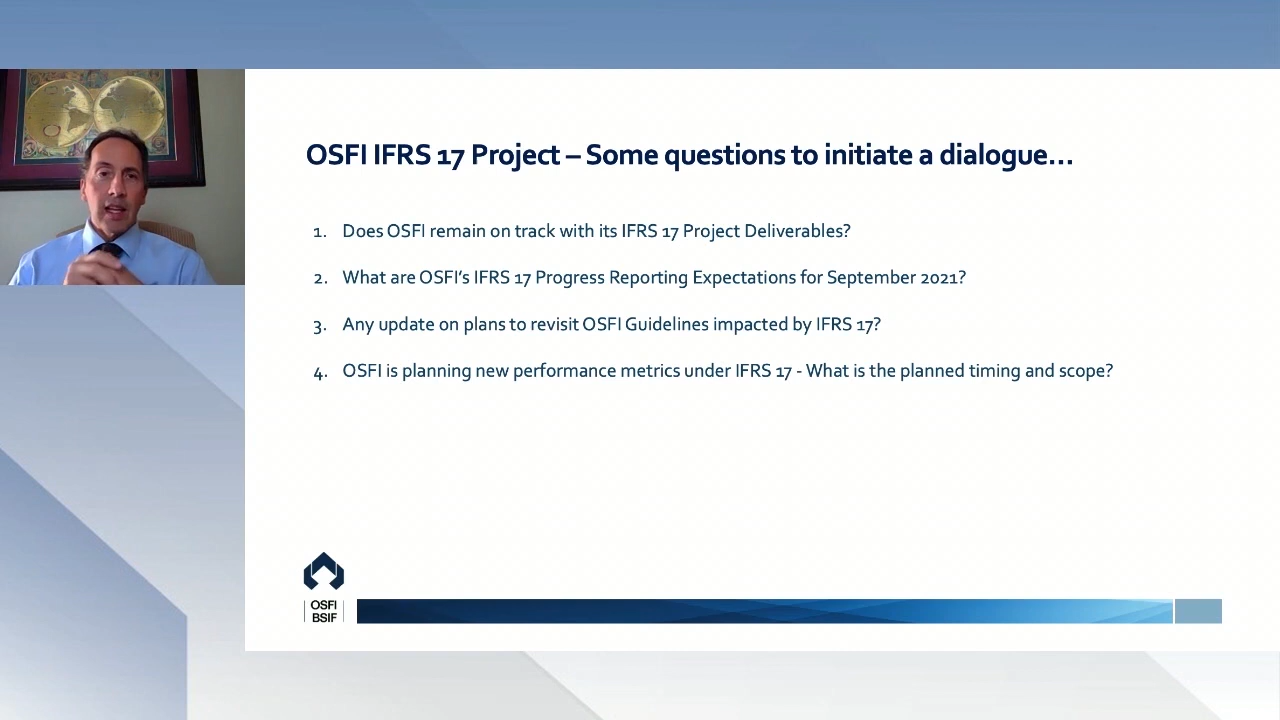 OSFI IFRS 17 Project – Some questions to initiate a dialogue...
1. Does OSFI remain on track with its IFRS 17 Project Deliverables?
2. What are OSFI's IFRS 17 Progress Reporting Expectations for September 2021?
3. Any update on plans to revisit OSFI Guidelines impacted by IFRS 17?
4. OSFI is planning new performance metrics under IFRS 17 - What is the planned timing and scope?
OSFI
BSIF